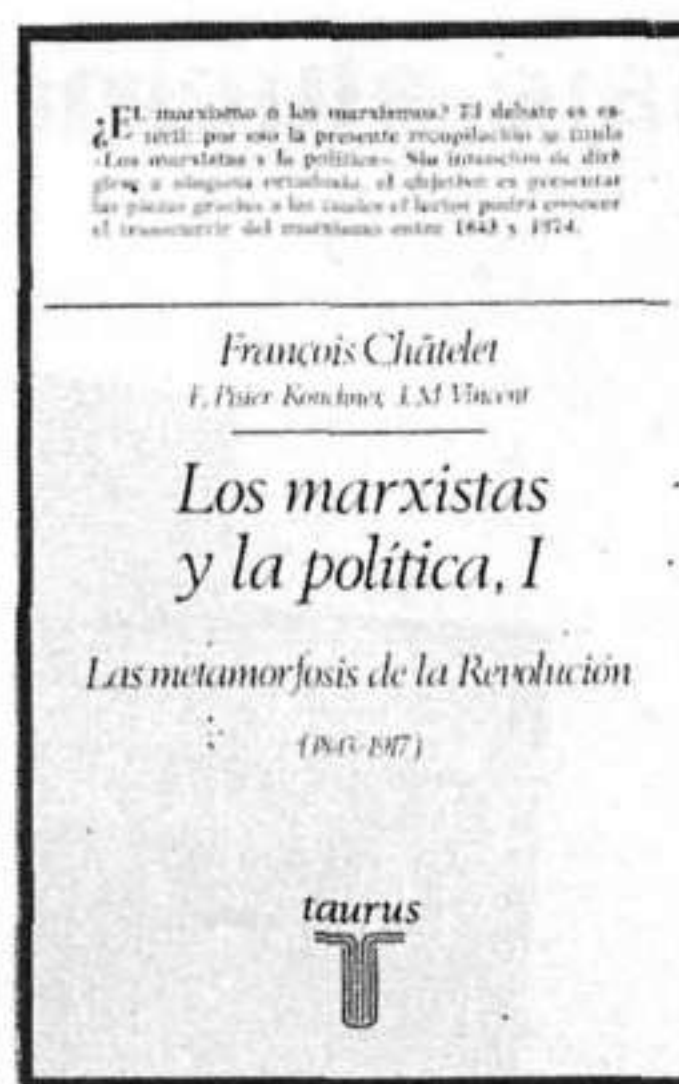 ¿EL marxismo o los marxismos? El debate es es-
téril: por eso la presente recopilación se titula
«Los marxistas y la política». Sin intención de diri-
girse a ninguna ortodoxia, el objetivo es presentar
las piezas gracias a las cuales el lector podrá conocer
el transcurrir del marxismo entre 1843 y 1974.
François Châtelet
E. Pisier Kouchner, J. M Vincent
Los marxistas
y la política, I
Las metamorfosis de la Revolución
(1843-1917)
taurus